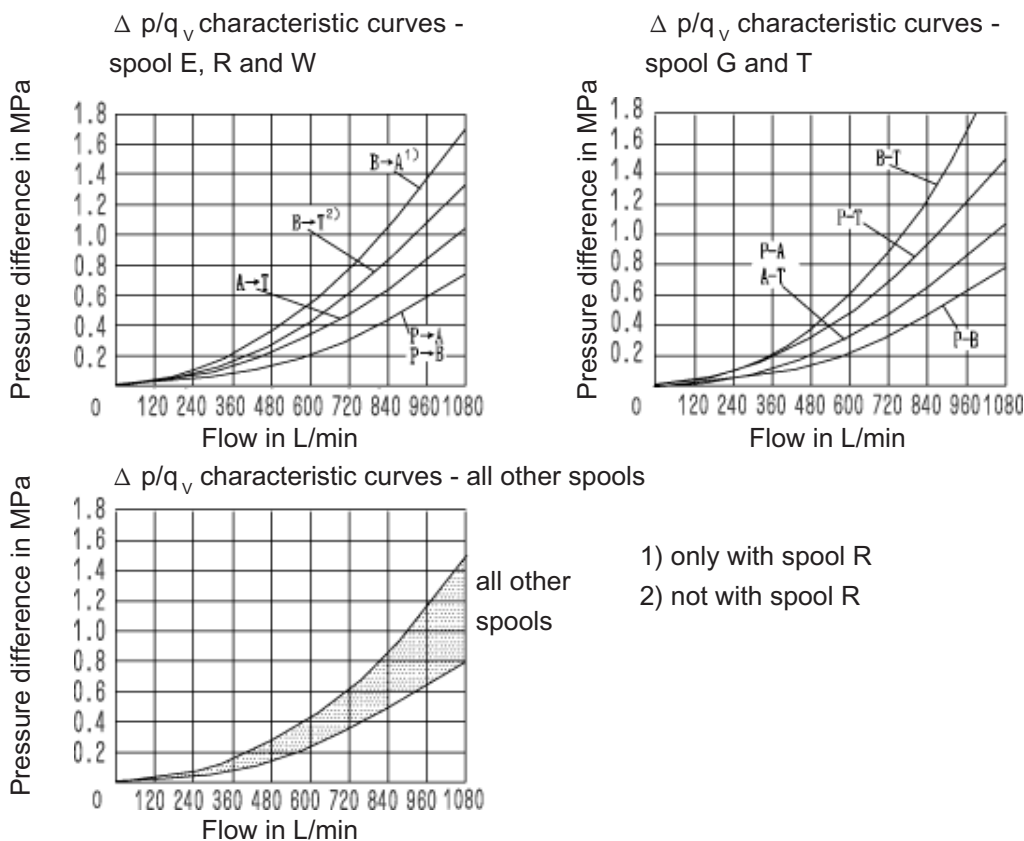 Δ p/qV characteristic curves -
spool E, R and W
Pressure difference in MPa
1.8
1.6
1.4
1.2
1.0
0.8
0.6
0.4
0.2
B→A1)
B→T2)
A→T
P→A
P→B
0 120 240 360 480 600 720 840 960 1080
Flow in L/min
Δ p/qV characteristic curves -
spool G and T
Pressure difference in MPa
1.8
1.6
1.4
1.2
1.0
0.8
0.6
0.4
0.2
B-T
P-T
P-A
A-T
P-B
0 120 240 360 480 600 720 840 960 1080
Flow in L/min
Δ p/qV characteristic curves - all other spools
Pressure difference in MPa
1.8
1.6
1.4
1.2
1.0
0.8
0.6
0.4
0.2
all other
spools
0 120 240 360 480 600 720 840 960 1080
Flow in L/min
1) only with spool R
2) not with spool R